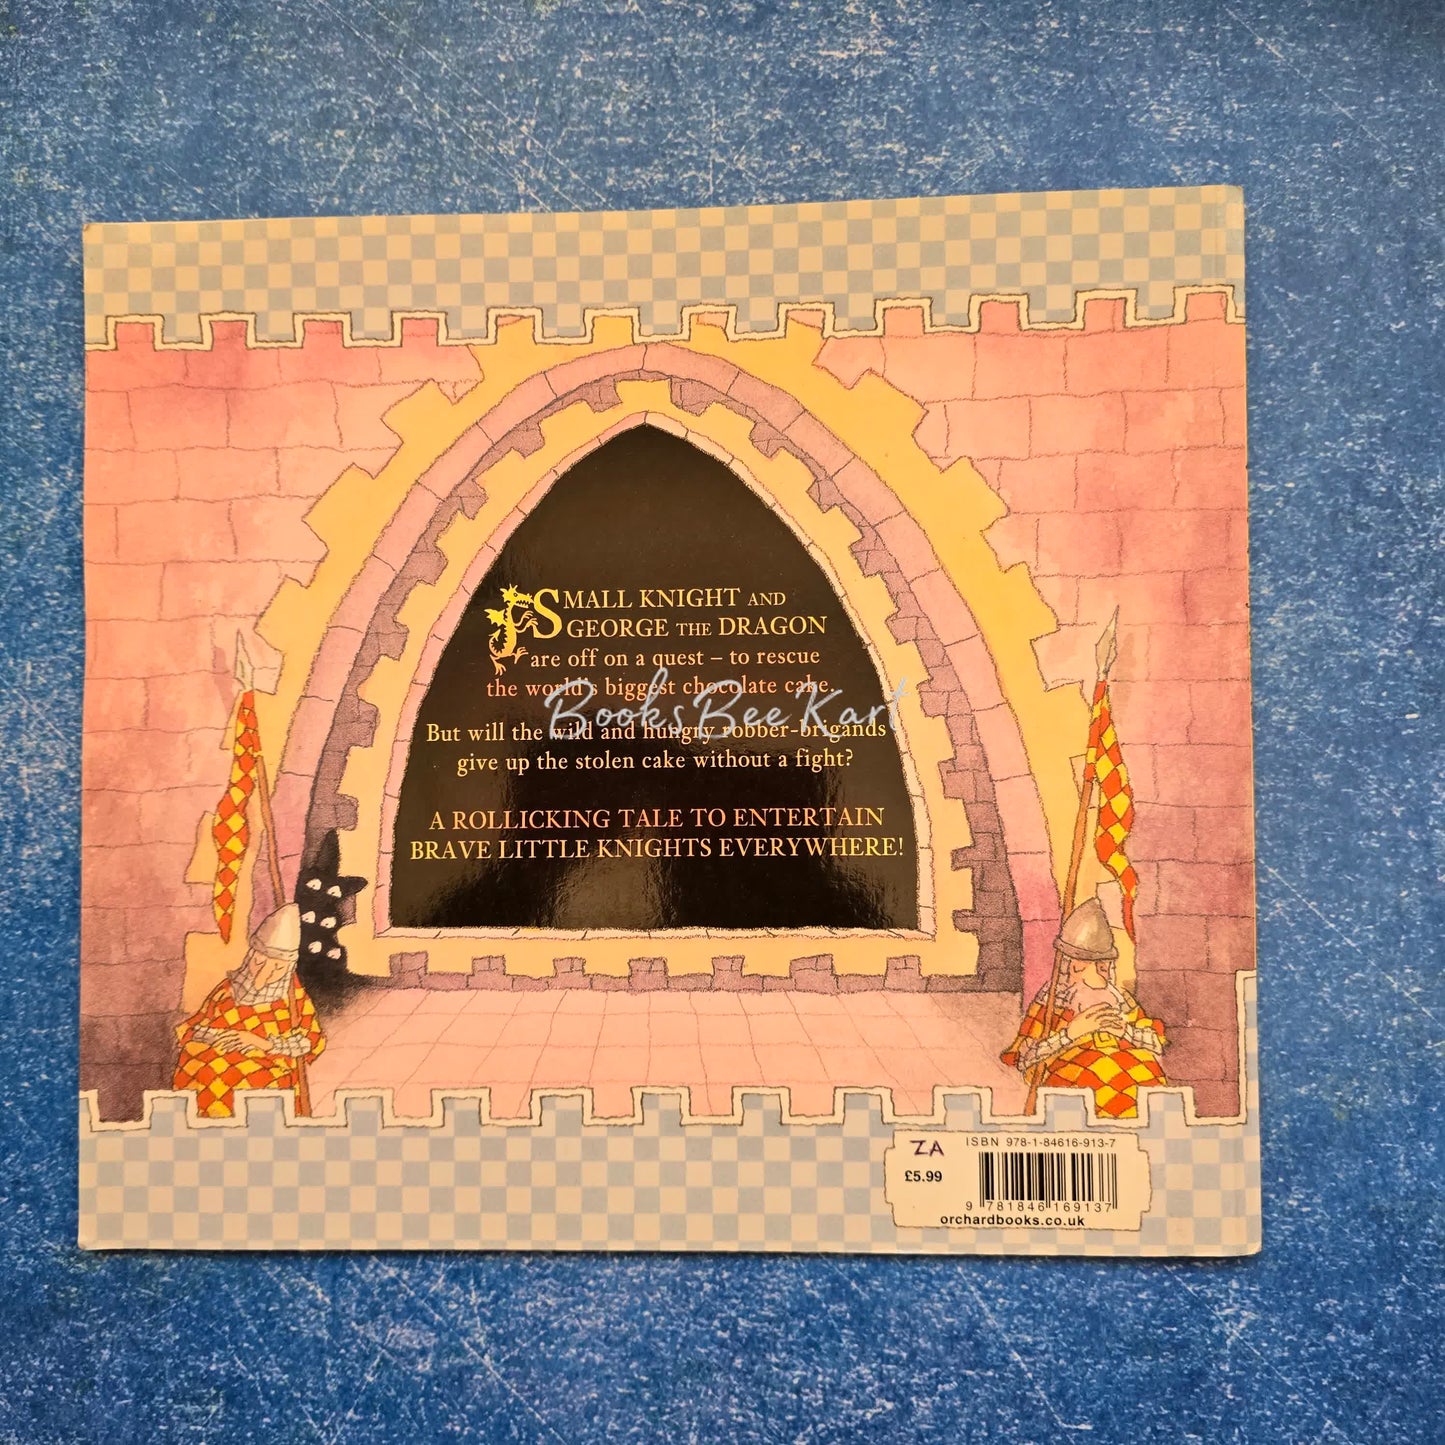 SMALL KNIGHT AND
GEORGE THE DRAGON
are off on a quest – to rescue
the world's biggest chocolate cake.
BooksBeeKart
But will the wild and hungry robber-brigands
give up the stolen cake without a fight?
A ROLLICKING TALE TO ENTERTAIN
BRAVE LITTLE KNIGHTS EVERYWHERE!
ZA
ISBN 978-1-84616-913-7
£5.99
9 781846 169137
orchardbooks.co.uk